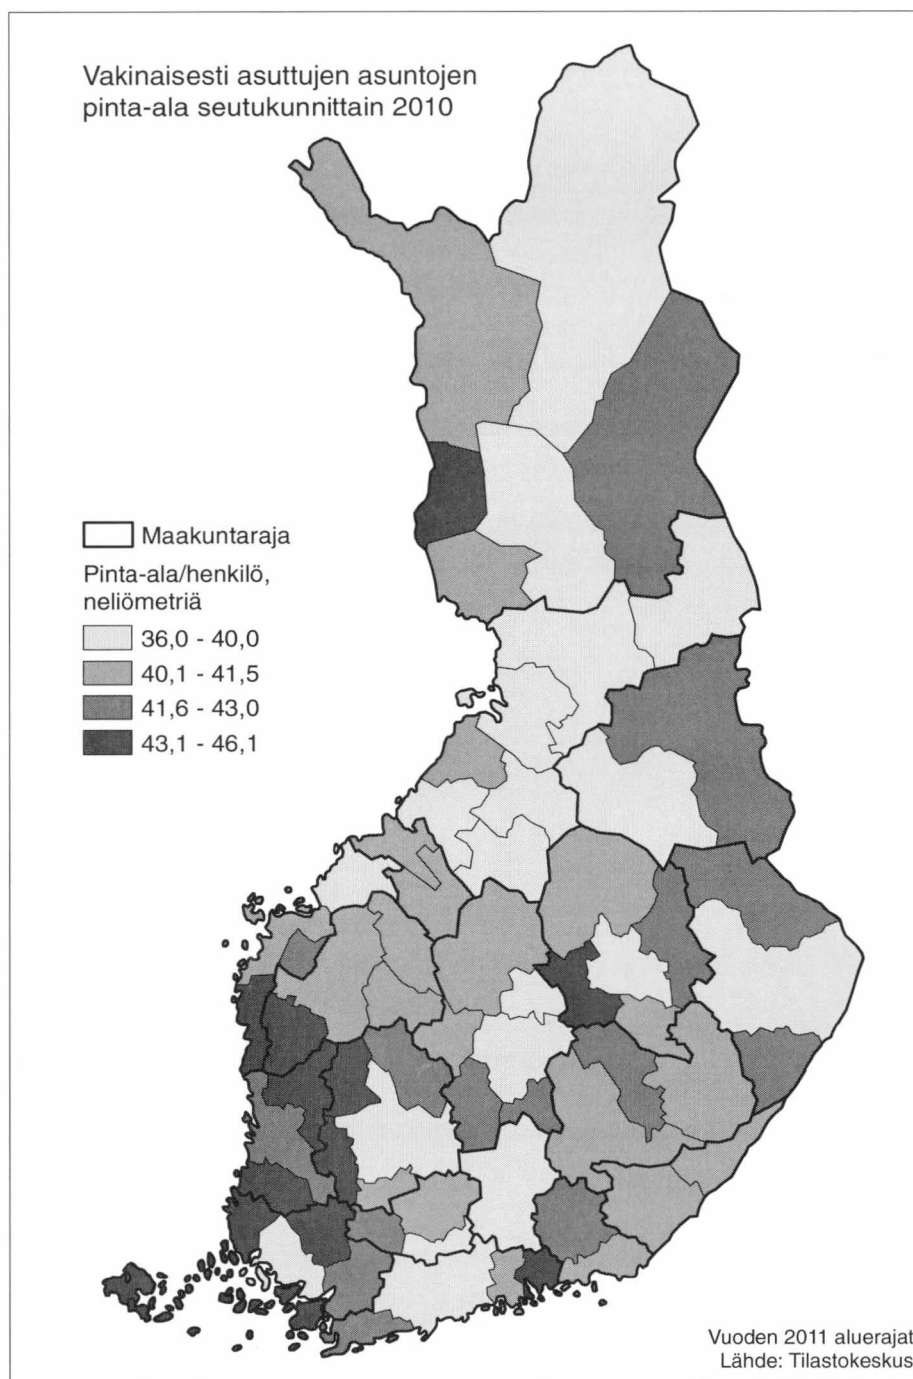 Vakinaisesti asuttujen asuntojen
pinta-ala seutukunnittain 2010
Maakuntaraja
Pinta-ala/henkilö,
neliömetriä
36,0 - 40,0
40,1 - 41,5
41,6 - 43,0
43,1 - 46,1
Vuoden 2011 aluerajat
Lähde: Tilastokeskus